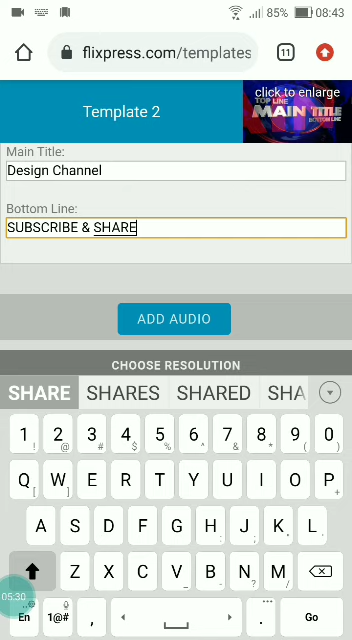 85% 08:43
flixpress.com/templates 11
Template 2
click to enlarge
TOP LINE
MAIN TITLE
BOTTOM LINE
Main Title:
Design Channel
Bottom Line:
SUBSCRIBE & SHARE
ADD AUDIO
CHOOSE RESOLUTION
SHARE SHARES SHARED SHA
1 2 3 4 5 6 7 8 9 0
! @ # $ % ^ & * ( )
Q W E R T Y U I O P
[ ] +
A S D F G H J K L
Z X C V B N M
05:30
En 1@# , . Go